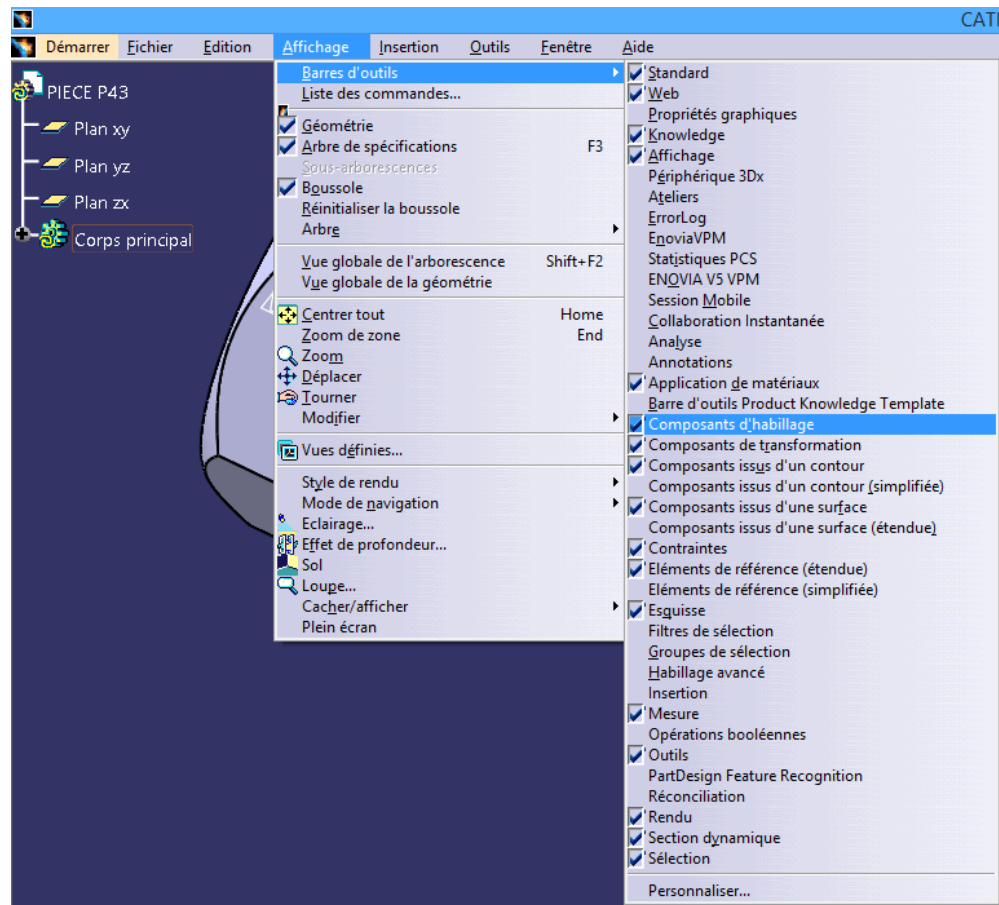 CATI
Démarrer Fichier Edition Affichage Insertion Outils Fenêtre Aide
PIECE P43
Plan xy
Plan yz
Plan zx
Corps principal
Barres d'outils
Liste des commandes...
Géométrie
Arbre de spécifications F3
Sous-arborescences
Boussole
Réinitialiser la boussole
Arbre
Vue globale de l'arborescence Shift+F2
Vue globale de la géométrie
Centrer tout Home
Zoom de zone End
Zoom
Déplacer
Tourner
Modifier
Vues définies...
Style de rendu
Mode de navigation
Eclairage...
Effet de profondeur...
Sol
Loupe...
Cacher/afficher
Plein écran
Standard
Web
Propriétés graphiques
Knowledge
Affichage
Périphérique 3Dx
Ateliers
ErrorLog
EnoviaVPM
Statistiques PCS
ENOVIA V5 VPM
Session Mobile
Collaboration Instantanée
Analyse
Annotations
Application de matériaux
Barre d'outils Product Knowledge Template
Composants d'habillage
Composants de transformation
Composants issus d'un contour
Composants issus d'un contour (simplifiée)
Composants issus d'une surface
Composants issus d'une surface (étendue)
Contraintes
Eléments de référence (étendue)
Eléments de référence (simplifiée)
Esquisse
Filtres de sélection
Groupes de sélection
Habillage avancé
Insertion
Mesure
Opérations booléennes
Outils
PartDesign Feature Recognition
Réconciliation
Rendu
Section dynamique
Sélection
Personnaliser...